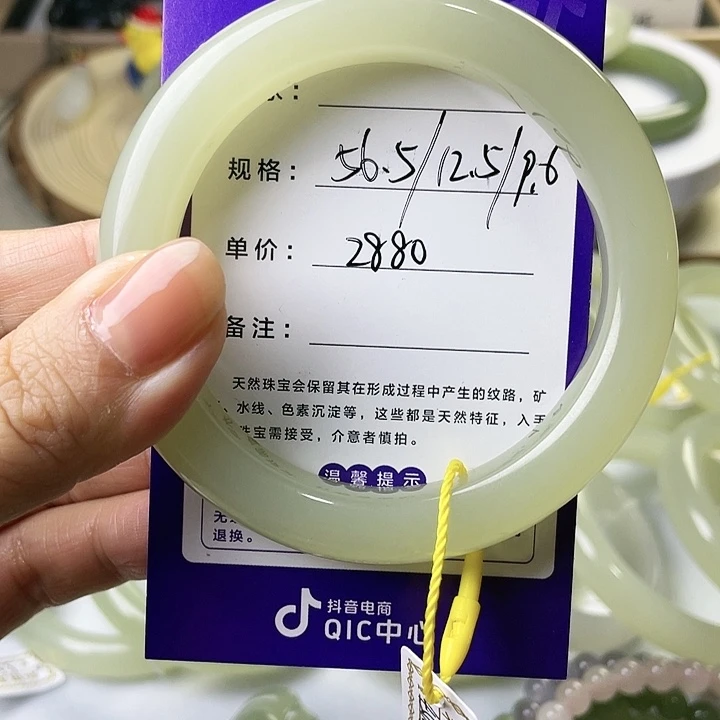 规格： 56.5/12.5/9.6
单价： 2880
备注：
天然珠宝会保留其在形成过程中产生的纹路，矿
、水线、色素沉淀等，这些都是天然特征，入手
珠宝需接受，介意者慎拍。
温馨提示
退换。
抖音电商
QIC中心